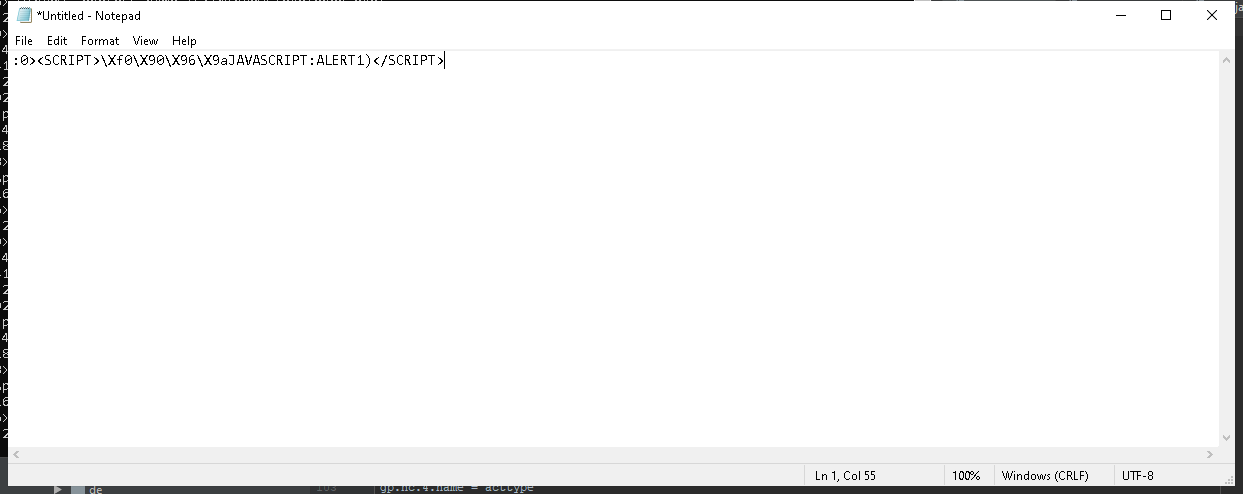 *Untitled - Notepad
File Edit Format View Help
:0><SCRIPT>\Xf0\X90\X96\X9aJAVASCRIPT:ALERT1)</SCRIPT>
Ln 1, Col 55 100% Windows (CRLF) UTF-8
de
gp.nc.4.name = acttype